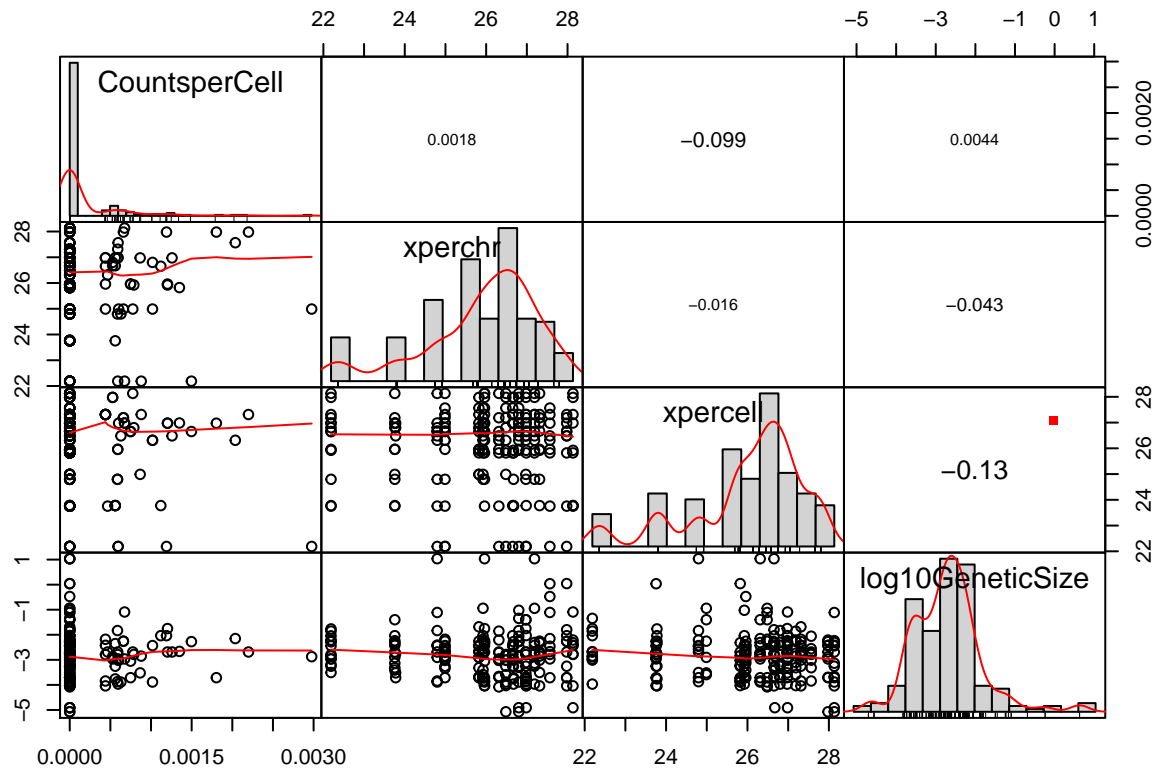 22 24 26 28 −5 −3 −1 0 1
CountsperCell
0.0018
−0.099
0.0044
0.0000 0.0020
22 24 26 28
xperchr
−0.016
−0.043
xpercell
−0.13
22 24 26 28
−5 −3 −1 1
log10GeneticSize
0.0000 0.0015 0.0030 22 24 26 28